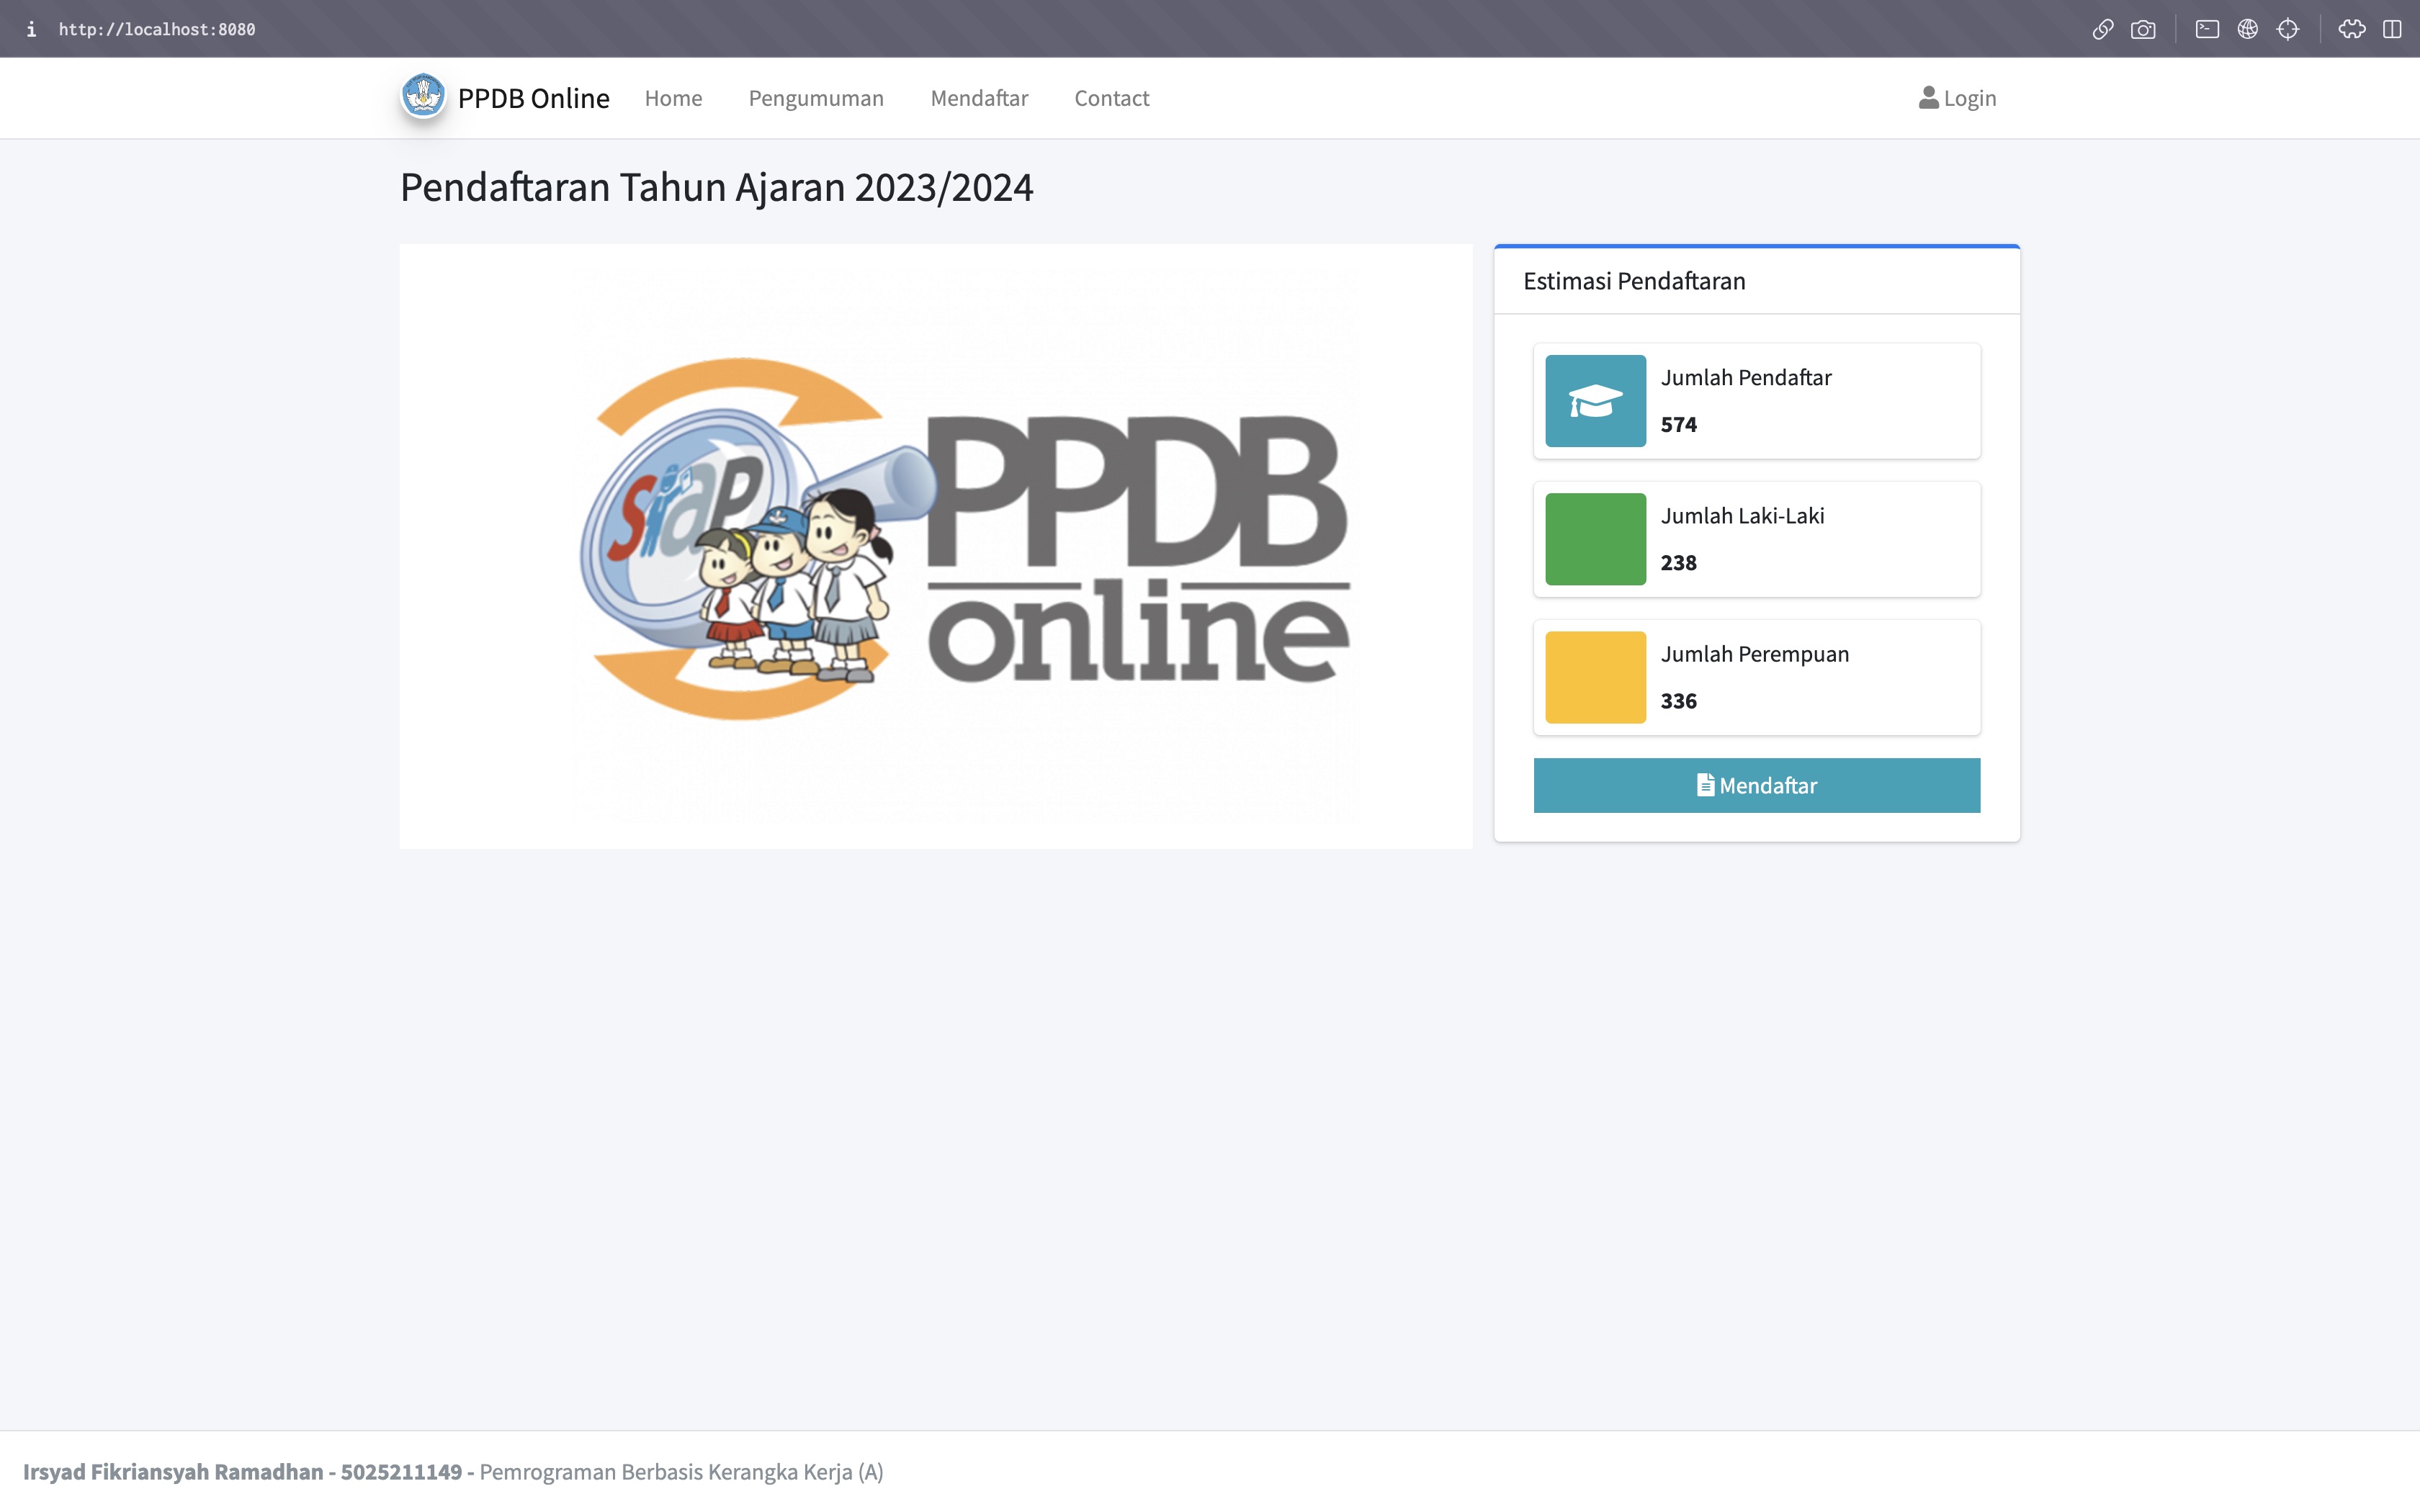 http://localhost:8080
PPDB Online
Home
Pengumuman
Mendaftar
Contact
Login
Pendaftaran Tahun Ajaran 2023/2024
siap
PPDB
online
Estimasi Pendaftaran
Jumlah Pendaftar
574
Jumlah Laki-Laki
238
Jumlah Perempuan
336
Mendaftar
Irsyad Fikriansyah Ramadhan - 5025211149 - Pemrograman Berbasis Kerangka Kerja (A)